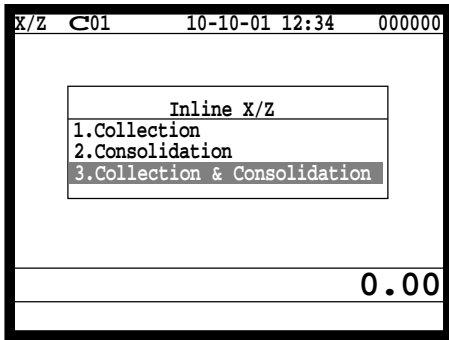 X/Z C01 10-10-01 12:34 000000
Inline X/Z
1.Collection
2.Consolidation
3.Collection & Consolidation
0.00